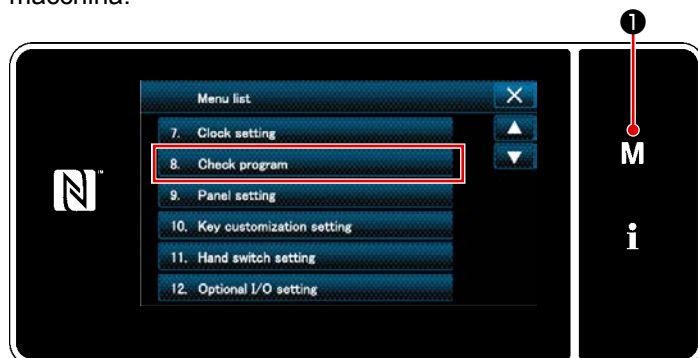 macchina.
❶
Menu list
7. Clock setting
8. Check program
9. Panel setting
10. Key customization setting
11. Hand switch setting
12. Optional I/O setting
M
i
N